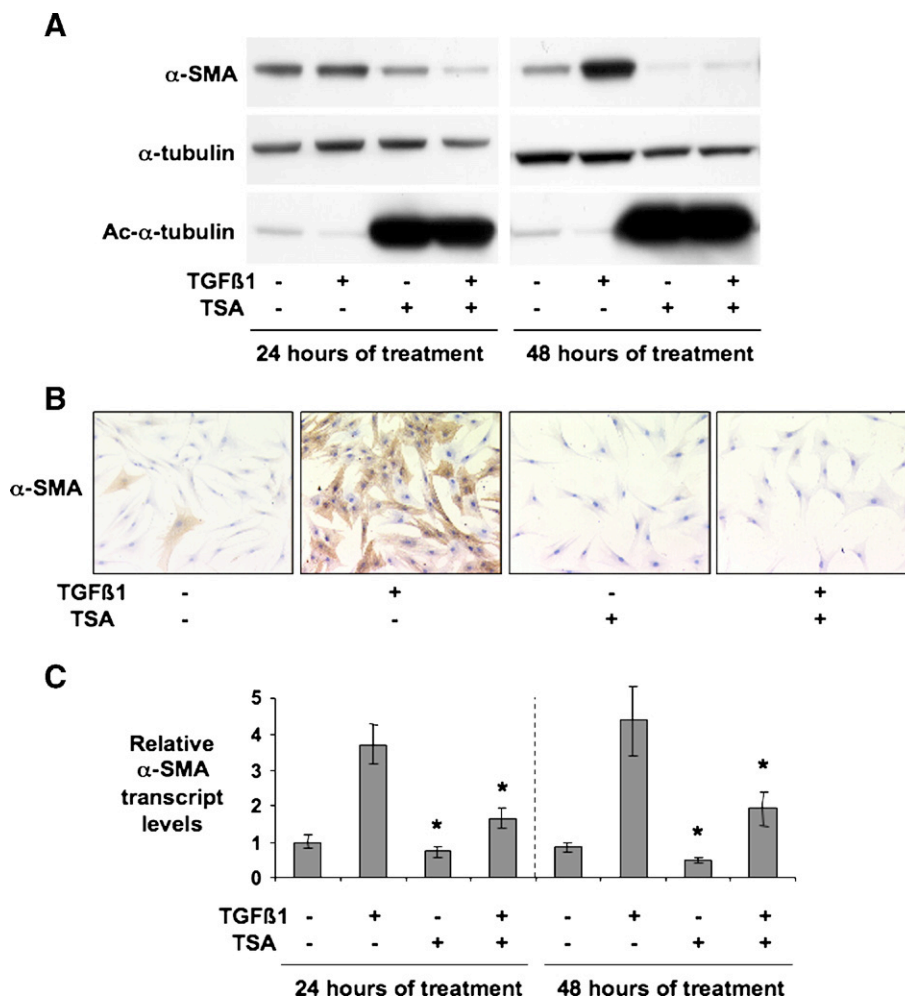 A
α-SMA
α-tubulin
Ac-α-tubulin
TGFß1 - + - + - + - +
TSA - - + + - - + +
24 hours of treatment 48 hours of treatment
B
α-SMA
TGFß1 - + - +
TSA - - + +
C
5
4
3
2
1
0
Relative
α-SMA
transcript
levels
* * * *
TGFß1 - + - + - + - +
TSA - - + + - - + +
24 hours of treatment 48 hours of treatment